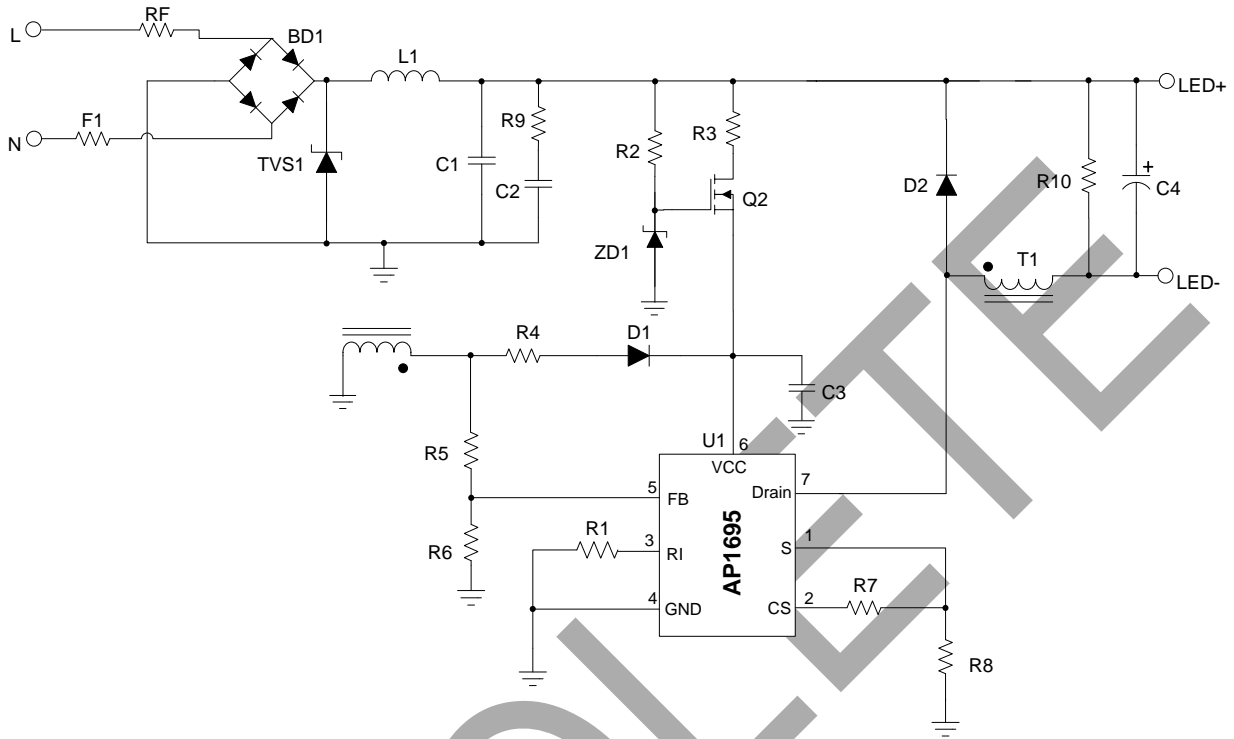 RF
L
BD1
L1
LED+
F1
N
TVS1
C1
R9
C2
R2
R3
Q2
ZD1
D2
R10
C4
+
T1
LED-
R4
D1
C3
R5
U1
6
VCC
5
FB
Drain
7
R6
R1
3
RI
AP1695
S
1
4
GND
CS
2
R7
R8